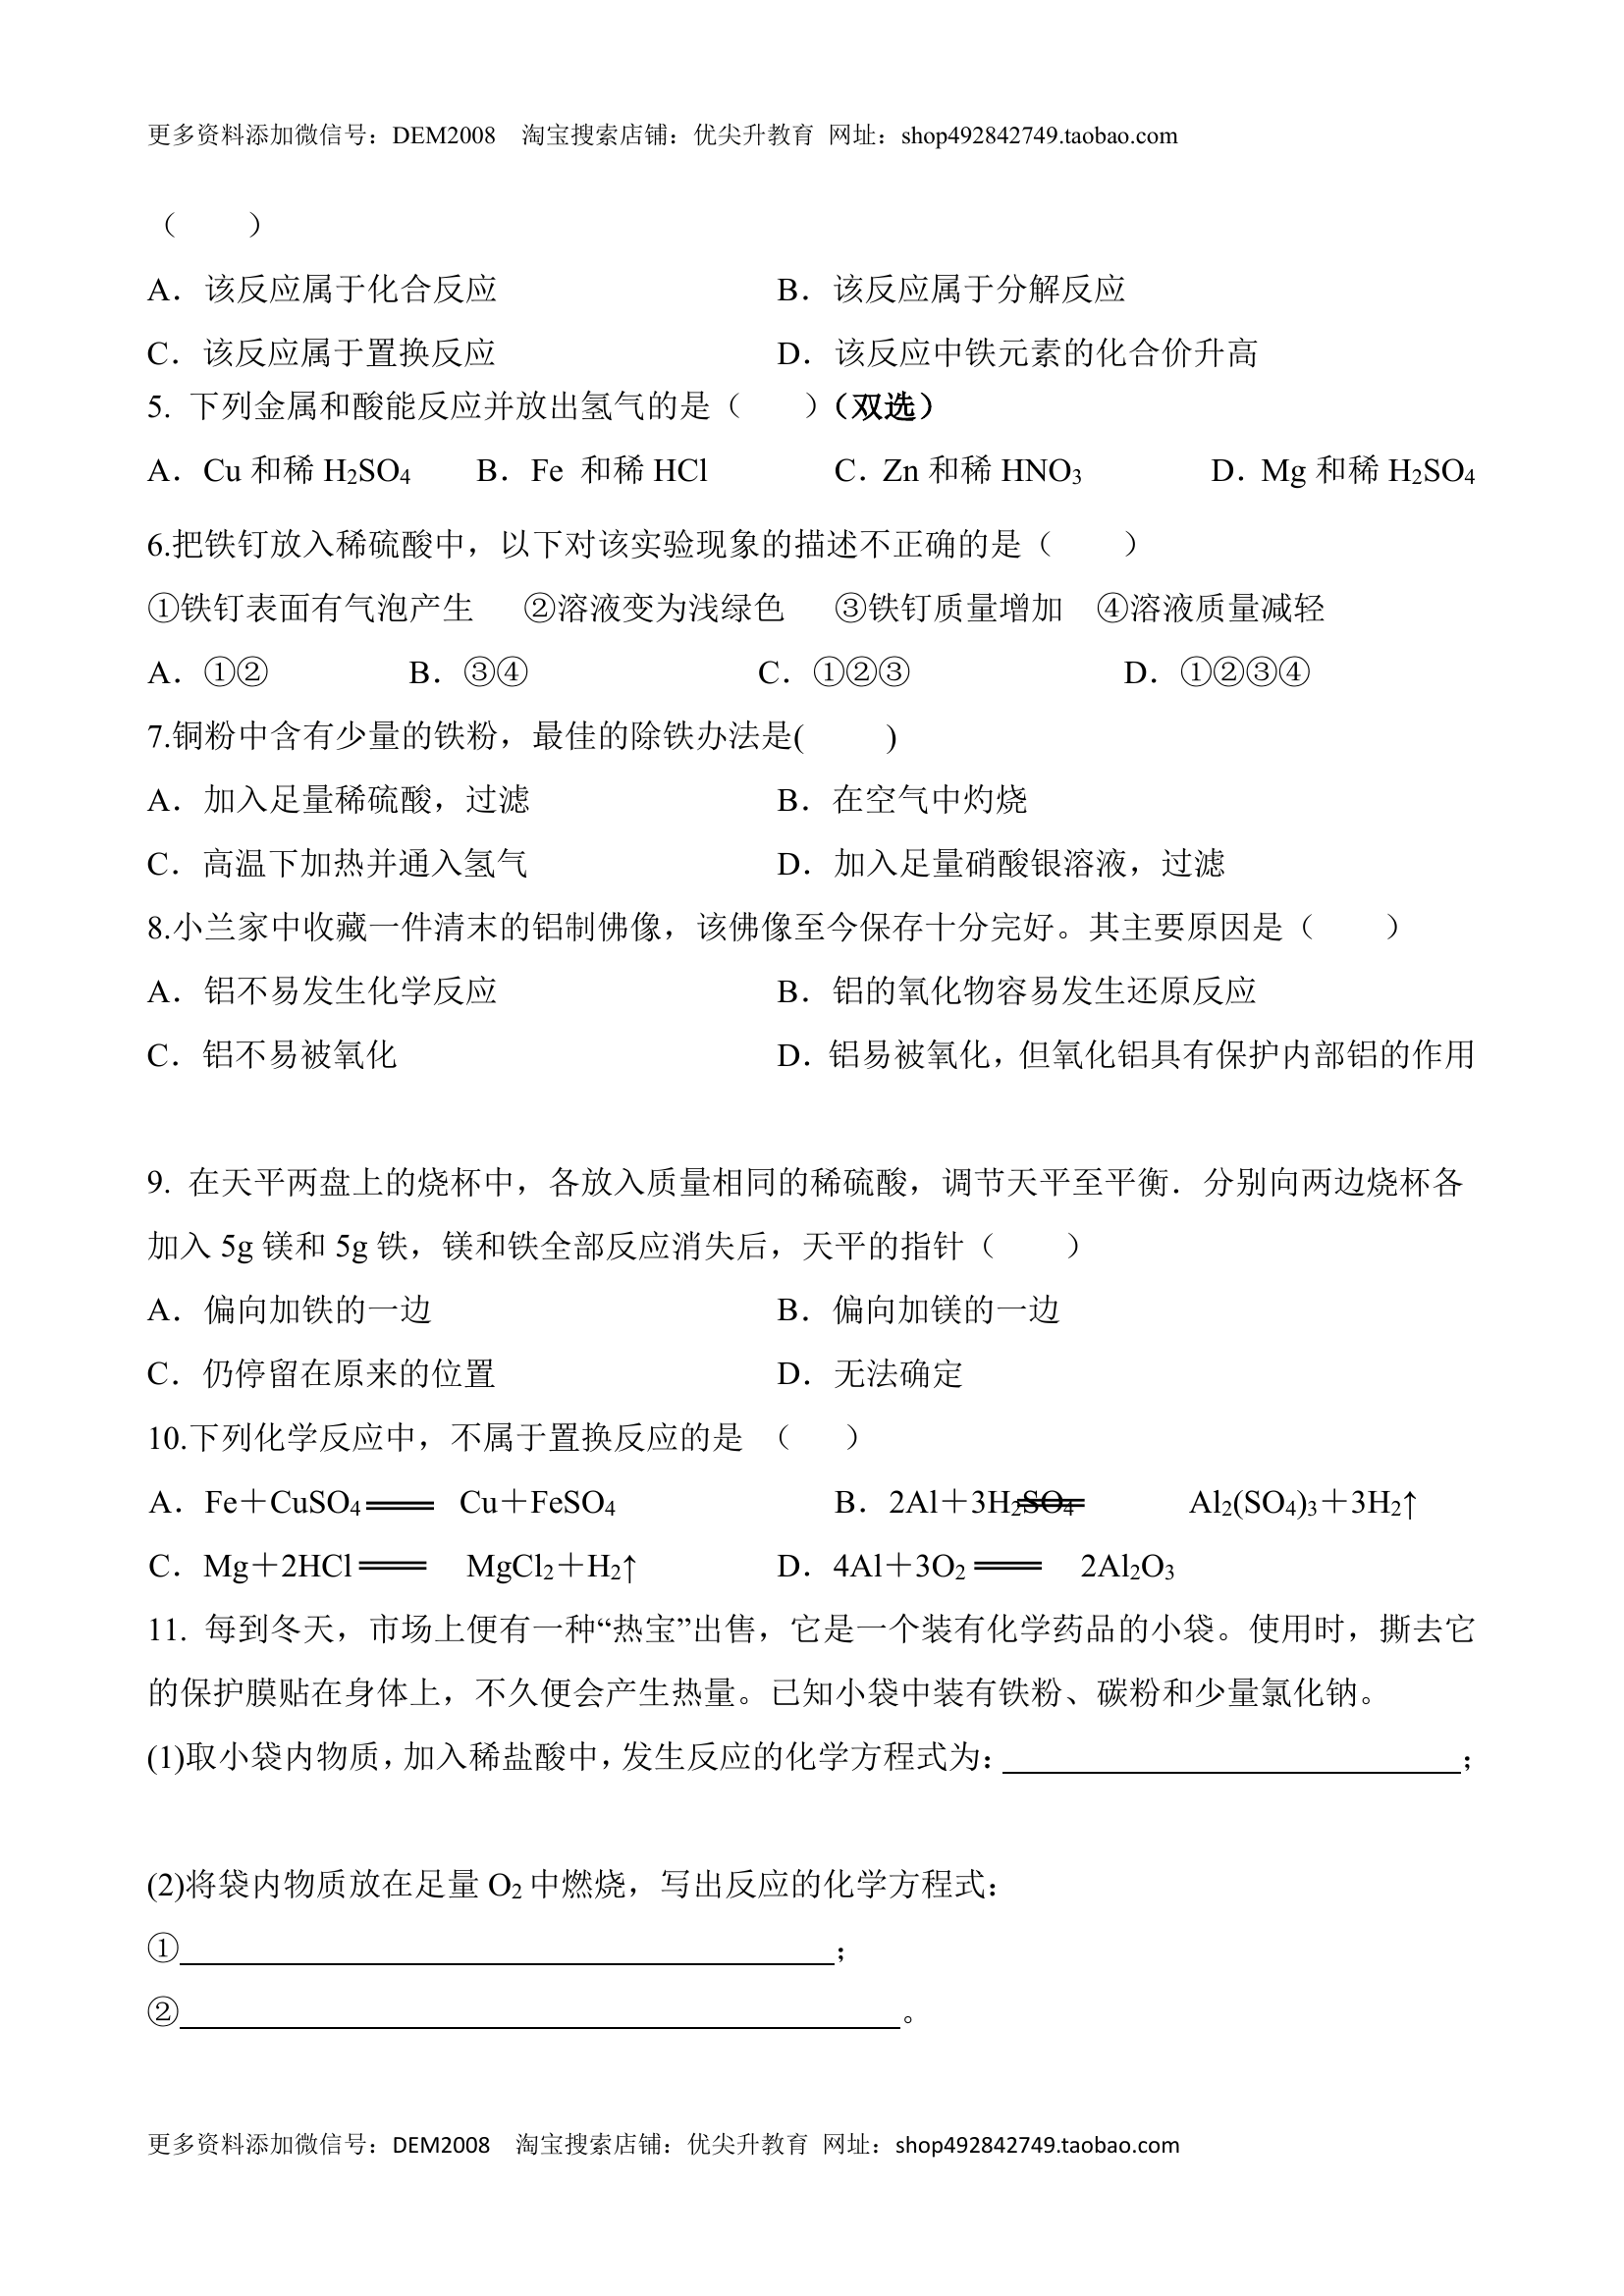 更多资料添加微信号：DEM2008 淘宝搜索店铺：优尖升教育 网址：shop492842749.taobao.com
（ ）
A．该反应属于化合反应 B．该反应属于分解反应
C．该反应属于置换反应 D．该反应中铁元素的化合价升高
5. 下列金属和酸能反应并放出氢气的是（ ）（双选）
A．Cu 和稀 H₂SO₄ B．Fe 和稀 HCl C．Zn 和稀 HNO₃ D．Mg 和稀 H₂SO₄
6.把铁钉放入稀硫酸中，以下对该实验现象的描述不正确的是（ ）
①铁钉表面有气泡产生 ②溶液变为浅绿色 ③铁钉质量增加 ④溶液质量减轻
A．①② B．③④ C．①②③ D．①②③④
7.铜粉中含有少量的铁粉，最佳的除铁办法是( )
A．加入足量稀硫酸，过滤 B．在空气中灼烧
C．高温下加热并通入氢气 D．加入足量硝酸银溶液，过滤
8.小兰家中收藏一件清末的铝制佛像，该佛像至今保存十分完好。其主要原因是（ ）
A．铝不易发生化学反应 B．铝的氧化物容易发生还原反应
C．铝不易被氧化 D．铝易被氧化，但氧化铝具有保护内部铝的作用
9. 在天平两盘上的烧杯中，各放入质量相同的稀硫酸，调节天平至平衡．分别向两边烧杯各
加入 5g 镁和 5g 铁，镁和铁全部反应消失后，天平的指针（ ）
A．偏向加铁的一边 B．偏向加镁的一边
C．仍停留在原来的位置 D．无法确定
10.下列化学反应中，不属于置换反应的是 （ ）
A．Fe＋CuSO₄ ══ Cu＋FeSO₄ B．2Al＋3H₂SO₄ ══ Al₂(SO₄)₃＋3H₂↑
C．Mg＋2HCl ══ MgCl₂＋H₂↑ D．4Al＋3O₂ ══ 2Al₂O₃
11. 每到冬天，市场上便有一种“热宝”出售，它是一个装有化学药品的小袋。使用时，撕去它
的保护膜贴在身体上，不久便会产生热量。已知小袋中装有铁粉、碳粉和少量氯化钠。
(1)取小袋内物质，加入稀盐酸中，发生反应的化学方程式为：____________________；
(2)将袋内物质放在足量 O₂ 中燃烧，写出反应的化学方程式：
①____________________；
②____________________。
更多资料添加微信号：DEM2008 淘宝搜索店铺：优尖升教育 网址：shop492842749.taobao.com